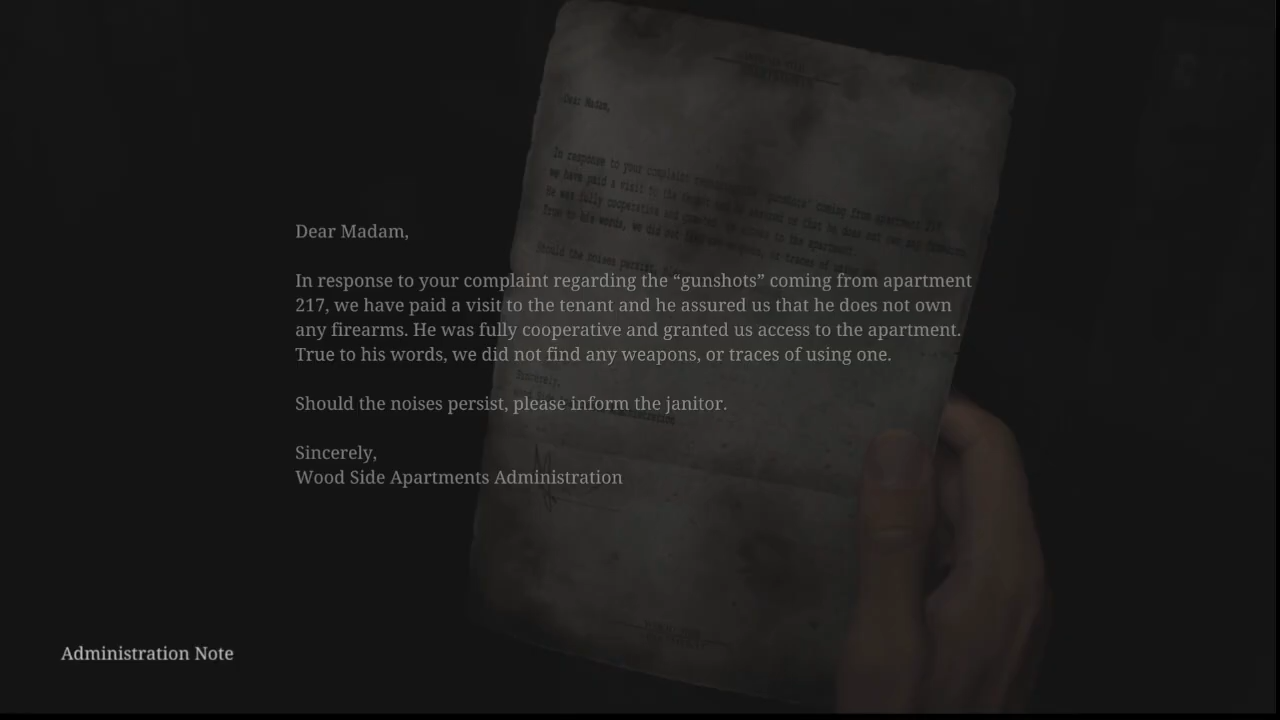 Dear Madam,
In response to your complaint regarding the “gunshots” coming from apartment
217, we have paid a visit to the tenant and he assured us that he does not own
any firearms. He was fully cooperative and granted us access to the apartment.
True to his words, we did not find any weapons, or traces of using one.
Should the noises persist, please inform the janitor.
Sincerely,
Wood Side Apartments Administration
Administration Note